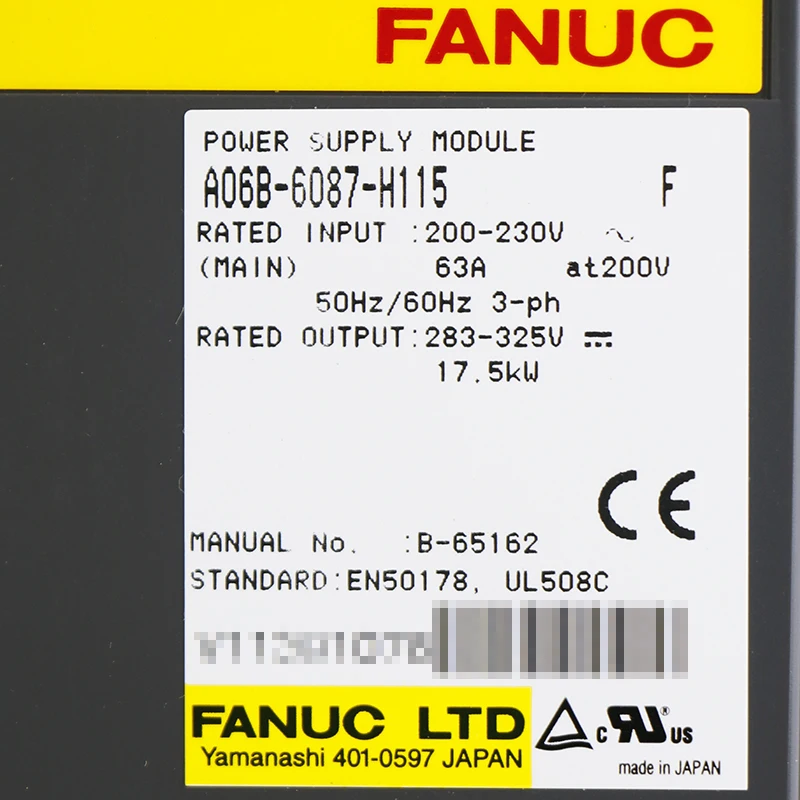 FANUC
POWER SUPPLY MODULE
A06B-6087-H115 F
RATED INPUT :200-230V ~
(MAIN) 63A at200V
50Hz/60Hz 3-ph
RATED OUTPUT:283-325V ⎓
17.5kW
CE
MANUAL No. :B-65162
STANDARD:EN50178, UL508C
FANUC LTD
Yamanashi 401-0597 JAPAN
c RU ® US
made in JAPAN